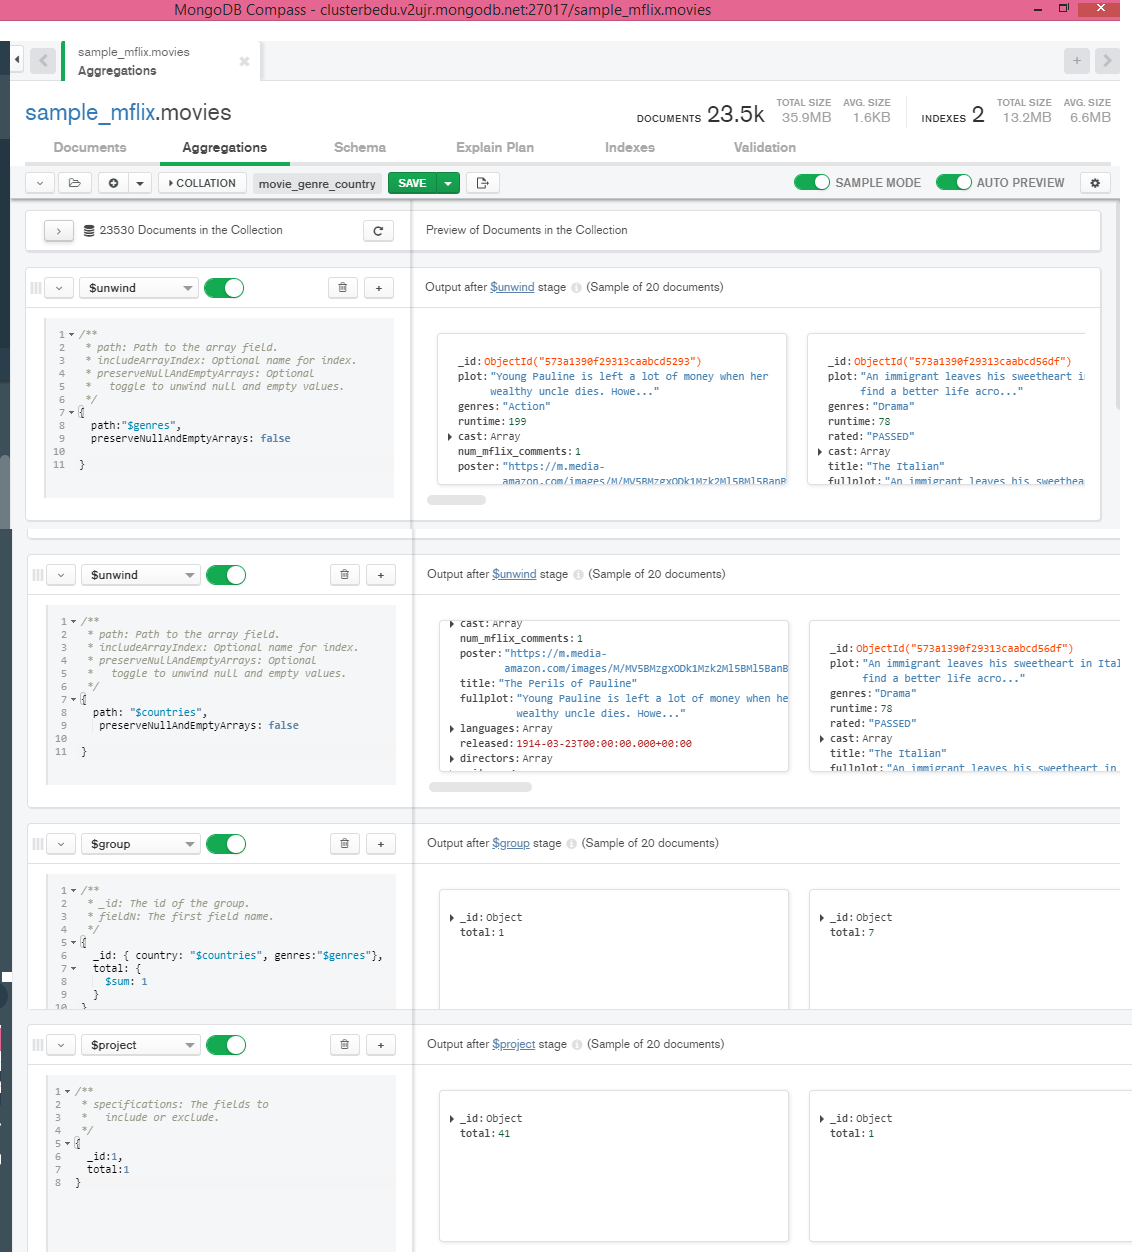 MongoDB Compass - clusterbedu.v2ujr.mongodb.net:27017/sample_mflix.movies
sample_mflix.movies
Aggregations
sample_mflix.movies
DOCUMENTS 23.5k TOTAL SIZE 35.9MB AVG. SIZE 1.6KB INDEXES 2 TOTAL SIZE 13.2MB AVG. SIZE 6.6MB
Documents Aggregations Schema Explain Plan Indexes Validation
COLLATION movie_genre_country SAVE SAMPLE MODE AUTO PREVIEW
23530 Documents in the Collection Preview of Documents in the Collection
$unwind
Output after $unwind stage (Sample of 20 documents)
1 /**
2 * path: Path to the array field.
3 * includeArrayIndex: Optional name for index.
4 * preserveNullAndEmptyArrays: Optional
5 * toggle to unwind null and empty values.
6 */
7 {
8 path:"$genres",
9 preserveNullAndEmptyArrays: false
10
11 }
_id: ObjectId("573a1390f29313caabcd5293")
plot: "Young Pauline is left a lot of money when her
wealthy uncle dies. Howe..."
genres: "Action"
runtime: 199
cast: Array
num_mflix_comments: 1
poster: "https://m.media-
amazon.com/images/M/MV5BMzgxODk1Mzk2Ml5BMl5BanB
_id: ObjectId("573a1390f29313caabcd56df")
plot: "An immigrant leaves his sweetheart i
find a better life acro..."
genres: "Drama"
runtime: 78
rated: "PASSED"
cast: Array
title: "The Italian"
fullplot: "An immigrant leaves his sweethea
$unwind
Output after $unwind stage (Sample of 20 documents)
1 /**
2 * path: Path to the array field.
3 * includeArrayIndex: Optional name for index.
4 * preserveNullAndEmptyArrays: Optional
5 * toggle to unwind null and empty values.
6 */
7 {
8 path: "$countries",
9 preserveNullAndEmptyArrays: false
10
11 }
cast: Array
num_mflix_comments: 1
poster: "https://m.media-
amazon.com/images/M/MV5BMzgxODk1Mzk2Ml5BMl5BanB
title: "The Perils of Pauline"
fullplot: "Young Pauline is left a lot of money when he
wealthy uncle dies. Howe..."
languages: Array
released: 1914-03-23T00:00:00.000+00:00
directors: Array
_id: ObjectId("573a1390f29313caabcd56df")
plot: "An immigrant leaves his sweetheart in Ital
find a better life acro..."
genres: "Drama"
runtime: 78
rated: "PASSED"
cast: Array
title: "The Italian"
fullplot: "An immigrant leaves his sweetheart in
$group
Output after $group stage (Sample of 20 documents)
1 /**
2 * _id: The id of the group.
3 * fieldN: The first field name.
4 */
5 {
6 _id: { country: "$countries", genres:"$genres"},
7 total: {
8 $sum: 1
9 }
10 }
_id: Object
total: 1
_id: Object
total: 7
$project
Output after $project stage (Sample of 20 documents)
1 /**
2 * specifications: The fields to
3 * include or exclude.
4 */
5 {
6 _id:1,
7 total:1
8 }
_id: Object
total: 41
_id: Object
total: 1